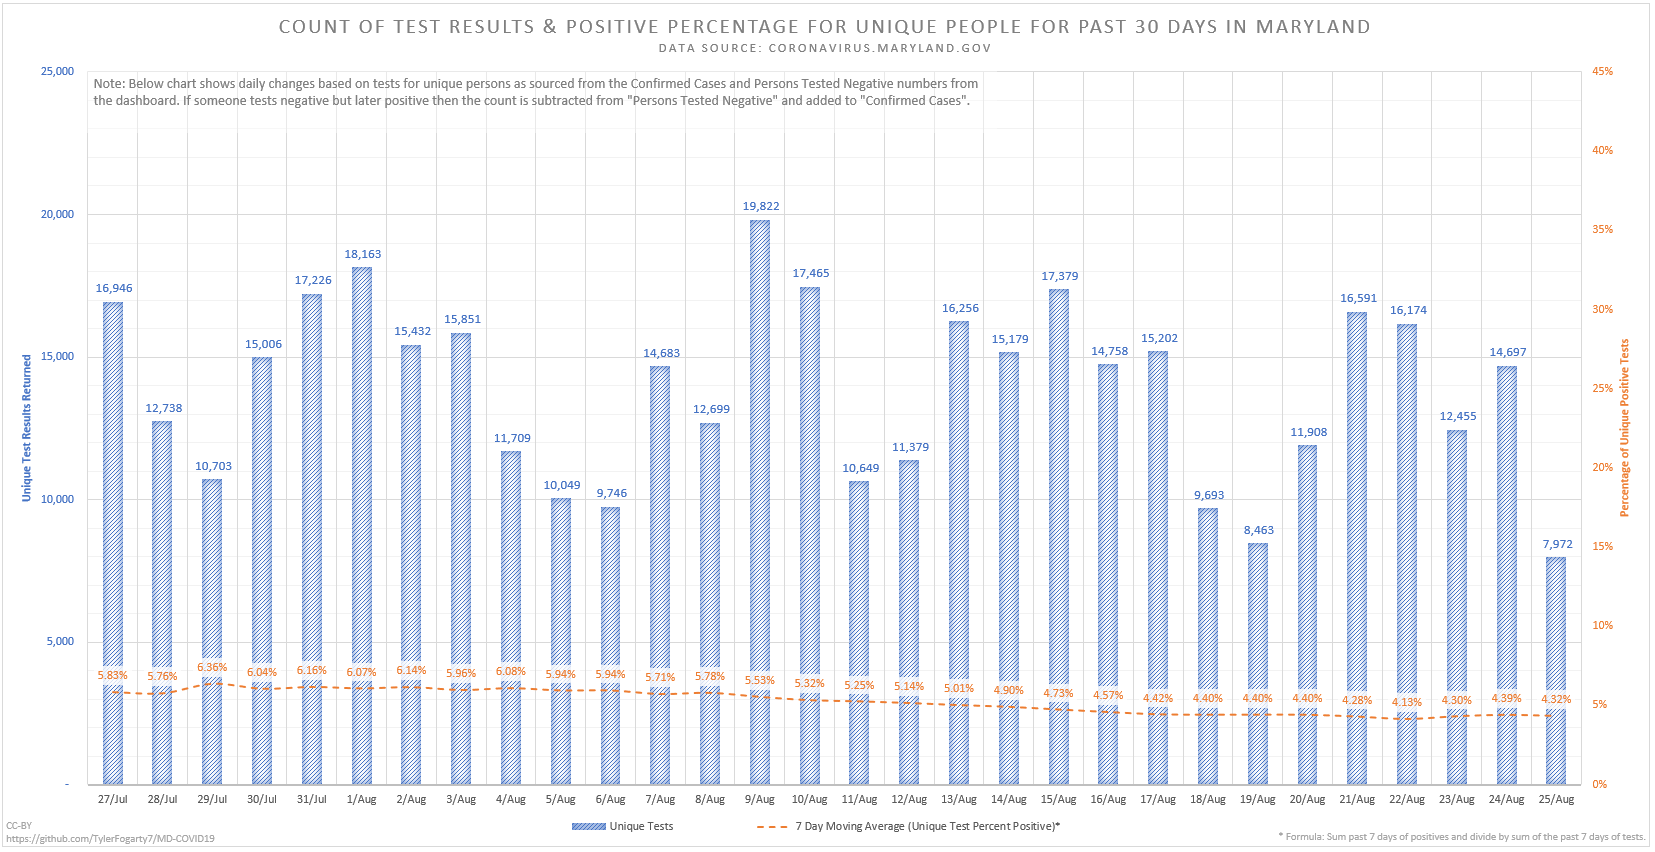 COUNT OF TEST RESULTS & POSITIVE PERCENTAGE FOR UNIQUE PEOPLE FOR PAST 30 DAYS IN MARYLAND
DATA SOURCE: CORONAVIRUS.MARYLAND.GOV
Note: Below chart shows daily changes based on tests for unique persons as sourced from the Confirmed Cases and Persons Tested Negative numbers from
the dashboard. If someone tests negative but later positive then the count is subtracted from "Persons Tested Negative" and added to "Confirmed Cases".
Unique Test Results Returned
25,000
20,000
15,000
10,000
5,000
-
16,946
12,738
10,703
15,006
17,226
18,163
15,432
15,851
11,709
10,049
9,746
14,683
12,699
19,822
17,465
10,649
11,379
16,256
15,179
17,379
14,758
15,202
9,693
8,463
11,908
16,591
16,174
12,455
14,697
7,972
5.83%
5.76%
6.36%
6.04%
6.16%
6.07%
6.14%
5.96%
6.08%
5.94%
5.94%
5.71%
5.78%
5.53%
5.32%
5.25%
5.14%
5.01%
4.90%
4.73%
4.57%
4.42%
4.40%
4.40%
4.40%
4.28%
4.13%
4.30%
4.39%
4.32%
45%
40%
35%
30%
25%
20%
15%
10%
5%
0%
Percentage of Unique Positive Tests
27/Jul
28/Jul
29/Jul
30/Jul
31/Jul
1/Aug
2/Aug
3/Aug
4/Aug
5/Aug
6/Aug
7/Aug
8/Aug
9/Aug
10/Aug
11/Aug
12/Aug
13/Aug
14/Aug
15/Aug
16/Aug
17/Aug
18/Aug
19/Aug
20/Aug
21/Aug
22/Aug
23/Aug
24/Aug
25/Aug
Unique Tests
7 Day Moving Average (Unique Test Percent Positive)*
CC-BY
https://github.com/TylerFogarty7/MD-COVID19
* Formula: Sum past 7 days of positives and divide by sum of the past 7 days of tests.